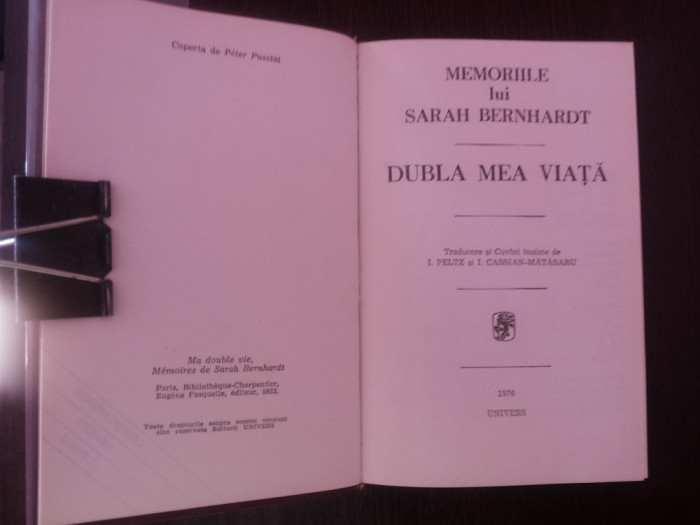 Coperta de Péter Pusztai
Ma double vie,
Mémoires de Sarah Bernhardt
Paris, Bibliothèque-Charpentier,
Eugène Fasquelle, éditeur, 1923.
Toate drepturile asupra acestei versiuni
sînt rezervate Editurii UNIVERS
MEMORIILE
lui
SARAH BERNHARDT
DUBLA MEA VIAȚĂ
Traducere și Cuvînt înainte de
I. PELTZ și I. CASSIAN-MĂTĂSARU
1976
UNIVERS